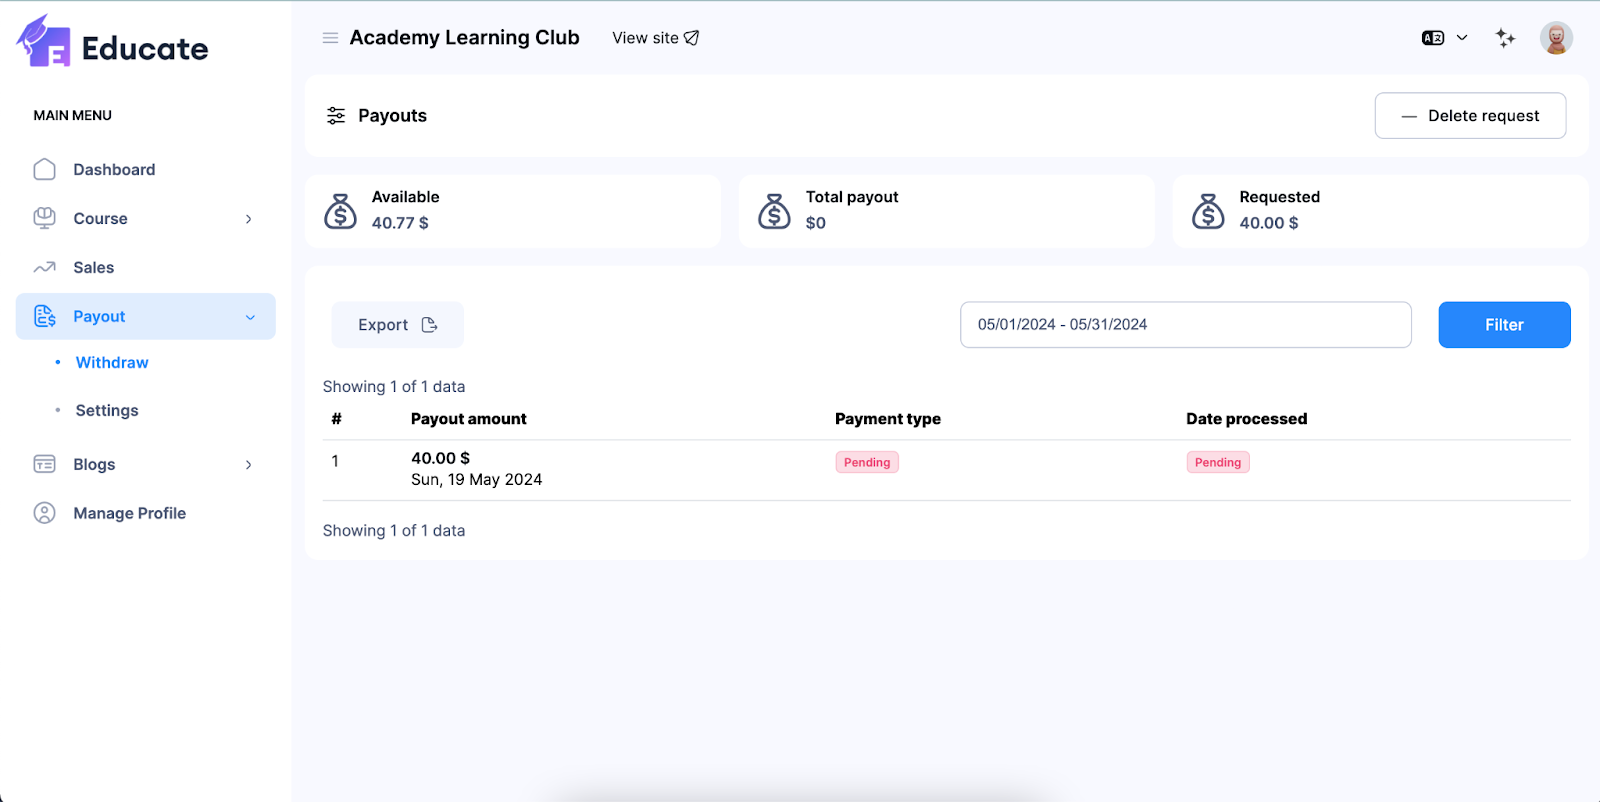 Educate
Academy Learning Club
View site
MAIN MENU
Dashboard
Course
Sales
Payout
Withdraw
Settings
Blogs
Manage Profile
Payouts
Delete request
Available
40.77 $
Total payout
$0
Requested
40.00 $
Export
05/01/2024 - 05/31/2024
Filter
Showing 1 of 1 data
# Payout amount Payment type Date processed
1 40.00 $ Pending Pending
Sun, 19 May 2024
Showing 1 of 1 data